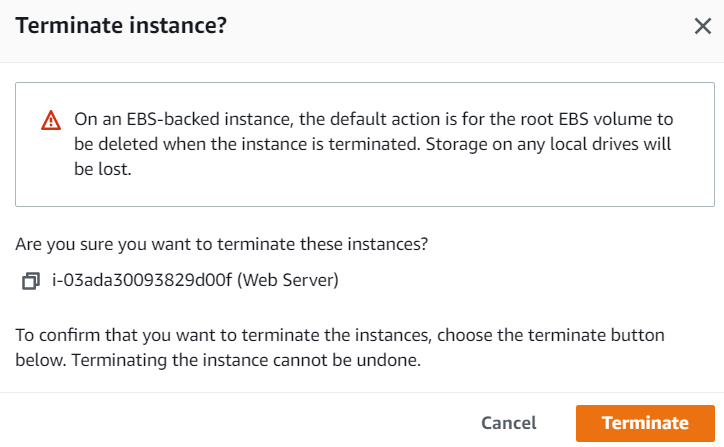 Terminate instance?
On an EBS-backed instance, the default action is for the root EBS volume to
be deleted when the instance is terminated. Storage on any local drives will
be lost.
Are you sure you want to terminate these instances?
i-03ada30093829d00f (Web Server)
To confirm that you want to terminate the instances, choose the terminate button
below. Terminating the instance cannot be undone.
Cancel
Terminate